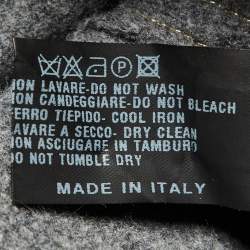 ION LAVARE-DO NOT WASH
ION CANDEGGIARE-DO NOT BLEACH
FERRO TIEPIDO- COOL IRON
AVARE A SECCO- DRY CLEAN
ION ASCIUGARE IN TAMBURO
DO NOT TUMBLE DRY
MADE IN ITALY